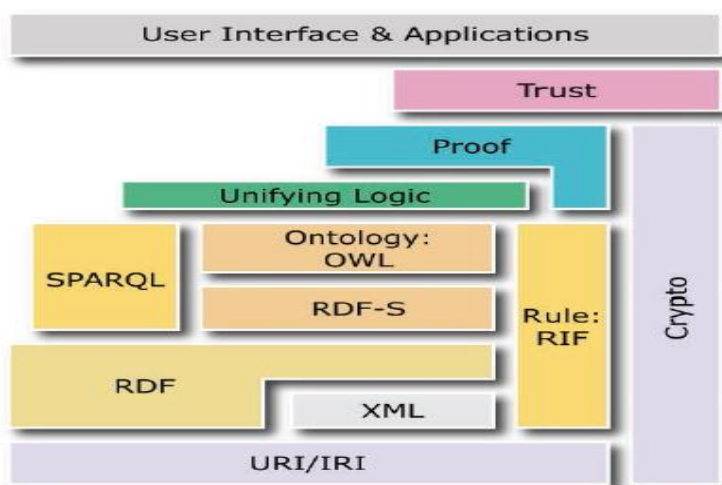 User Interface & Applications
Trust
Proof
Unifying Logic
Ontology:
OWL
SPARQL
RDF-S
Rule:
RIF
Crypto
RDF
XML
URI/IRI